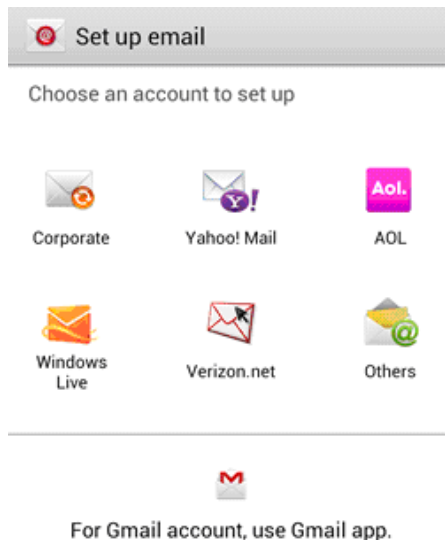 Set up email
Choose an account to set up
Aol.
Corporate
Yahoo! Mail
AOL
Windows
Live
Verizon.net
Others
For Gmail account, use Gmail app.